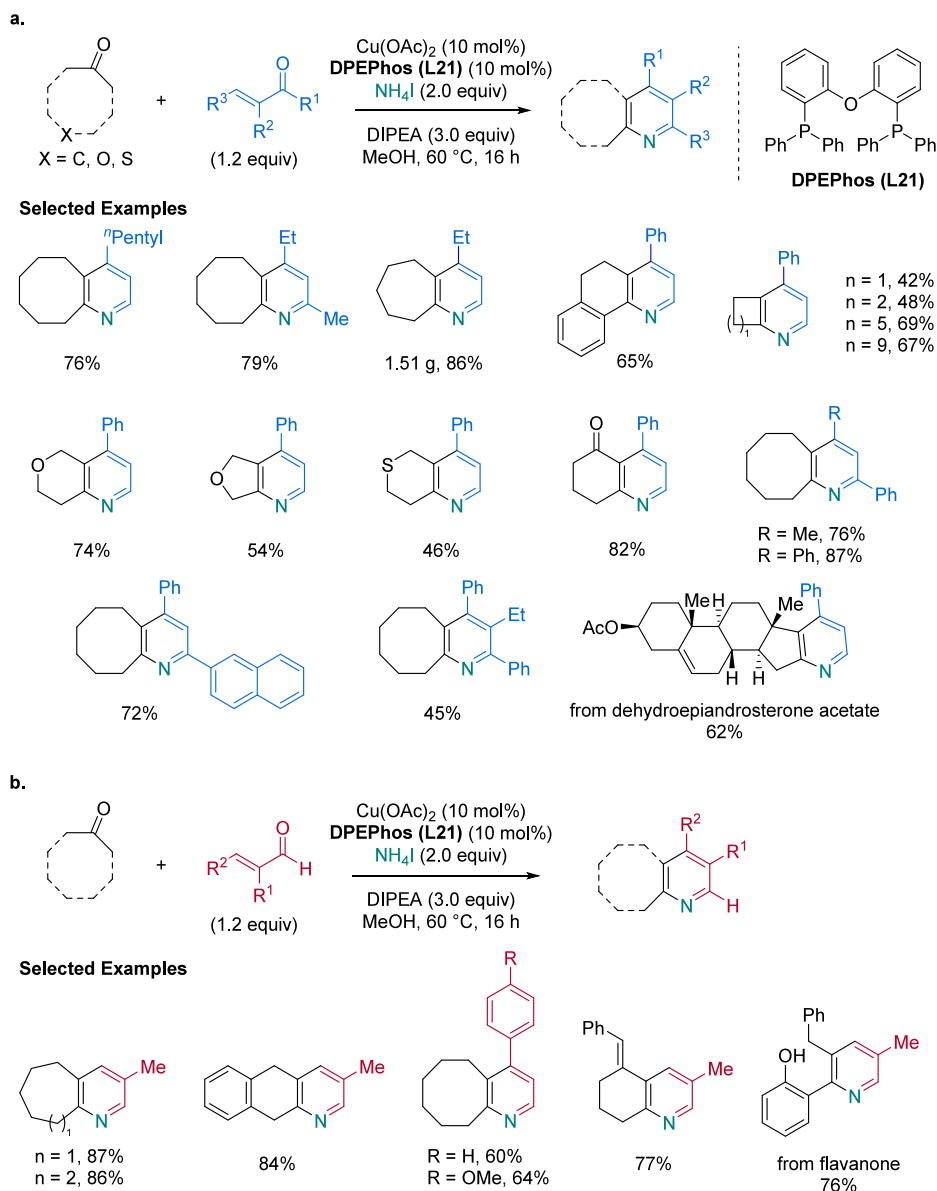 a.
O
X
X = C, O, S
+
O
R³
R²
R¹
(1.2 equiv)
Cu(OAc)₂ (10 mol%)
DPEPhos (L21) (10 mol%)
NH₄I (2.0 equiv)
DIPEA (3.0 equiv)
MeOH, 60 °C, 16 h
R¹
R²
R³
N
O
P
P
Ph
Ph
Ph
Ph
DPEPhos (L21)
Selected Examples
ⁿPentyl
N
76%
Et
N
Me
79%
Et
N
1.51 g, 86%
Ph
N
65%
Ph
( )₁
N
n = 1, 42%
n = 2, 48%
n = 5, 69%
n = 9, 67%
Ph
O
N
74%
Ph
O
N
54%
Ph
S
N
46%
O
Ph
N
82%
R
N
Ph
R = Me, 76%
R = Ph, 87%
Ph
N
72%
Ph
Et
N
Ph
45%
AcO
Me
H
H
Me
H
Ph
N
from dehydroepiandrosterone acetate
62%
b.
O
+
O
R²
R¹
H
(1.2 equiv)
Cu(OAc)₂ (10 mol%)
DPEPhos (L21) (10 mol%)
NH₄I (2.0 equiv)
DIPEA (3.0 equiv)
MeOH, 60 °C, 16 h
R²
R¹
N
H
Selected Examples
Me
( )₁
N
n = 1, 87%
n = 2, 86%
Me
N
84%
R
N
R = H, 60%
R = OMe, 64%
Ph
Me
N
77%
Ph
OH
Me
N
from flavanone
76%